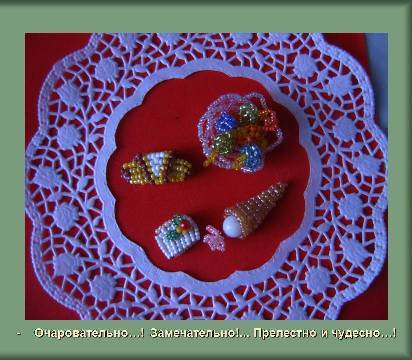 - Очаровательно...! Замечательно!... Прелестно и чудесно...!